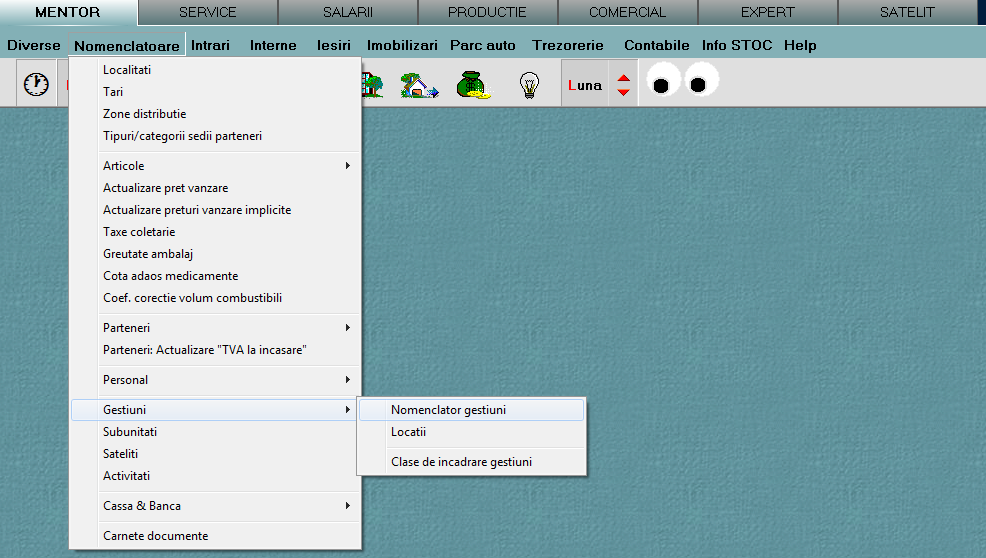 MENTOR SERVICE SALARII PRODUCTIE COMERCIAL EXPERT SATELIT
Diverse Nomenclatoare Intrari Interne Iesiri Imobilizari Parc auto Trezorerie Contabile Info STOC Help
Luna
Localitati
Tari
Zone distributie
Tipuri/categorii sedii parteneri
Articole
Actualizare pret vanzare
Actualizare preturi vanzare implicite
Taxe coletarie
Greutate ambalaj
Cota adaos medicamente
Coef. corectie volum combustibili
Parteneri
Parteneri: Actualizare "TVA la incasare"
Personal
Gestiuni
Nomenclator gestiuni
Locatii
Clase de incadrare gestiuni
Subunitati
Sateliti
Activitati
Cassa & Banca
Carnete documente